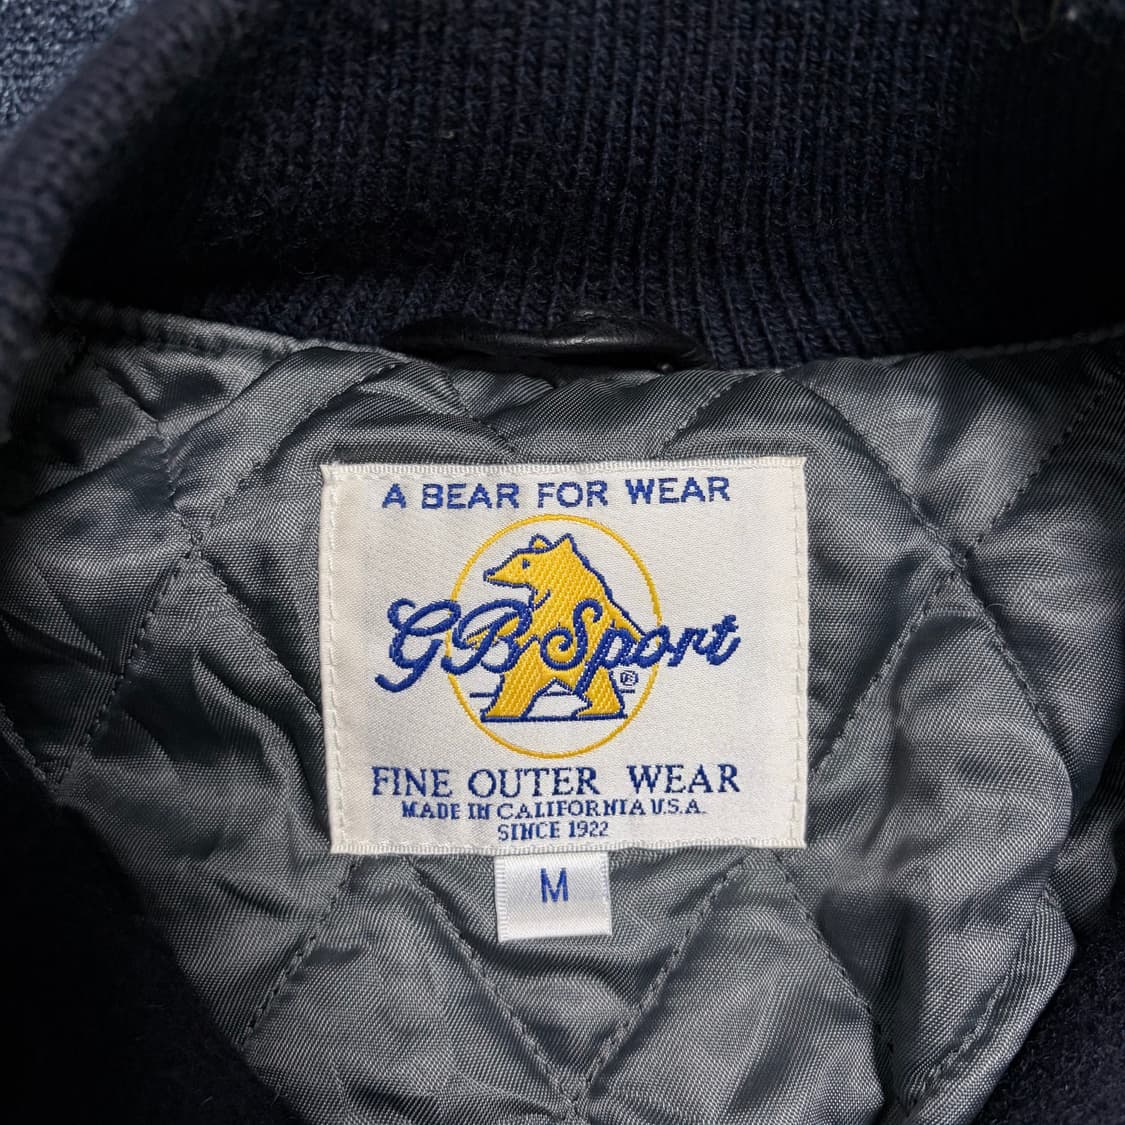 A BEAR FOR WEAR
GB Sport
®
FINE OUTER WEAR
MADE IN CALIFORNIA U.S.A.
SINCE 1922
M